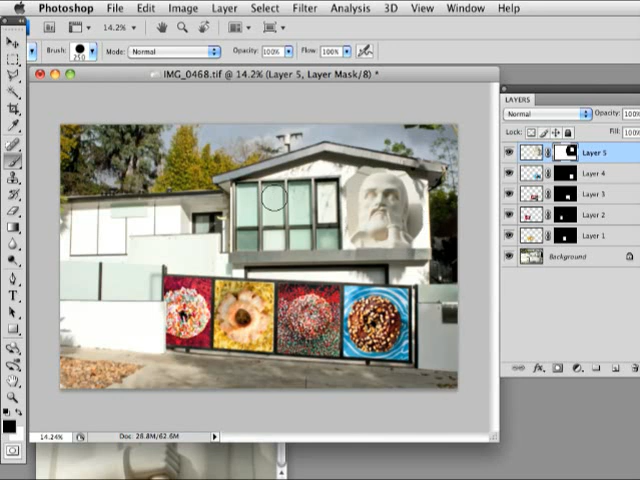 Photoshop File Edit Image Layer Select Filter Analysis 3D View Window Help
14.2%
Brush: 250 Mode: Normal Opacity: 100% Flow: 100%
IMG_0468.tif @ 14.2% (Layer 5, Layer Mask/8) *
LAYERS
Normal Opacity: 100%
Lock: Fill: 100%
Layer 5
Layer 4
Layer 3
Layer 2
Layer 1
Background
14.24% Doc: 28.8M/62.6M